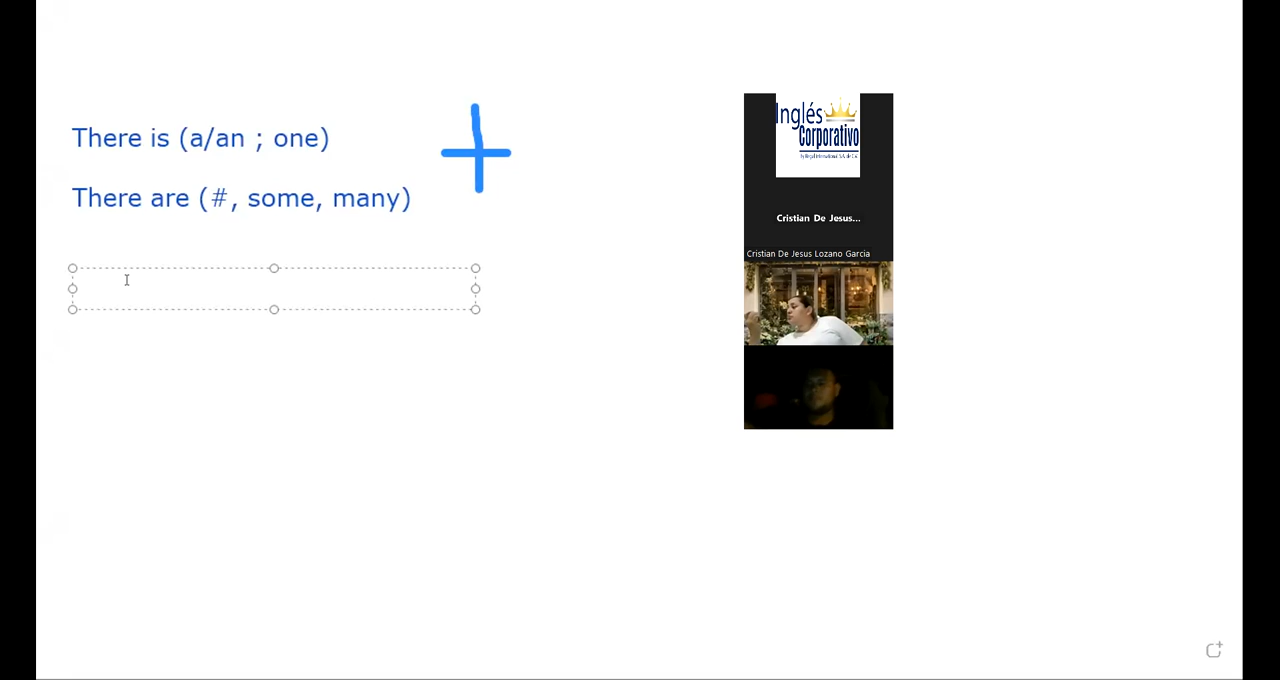 There is (a/an ; one)
There are (#, some, many)
Inglés
Corporativo
Cristian De Jesus...
Cristian De Jesus Lozano Garcia